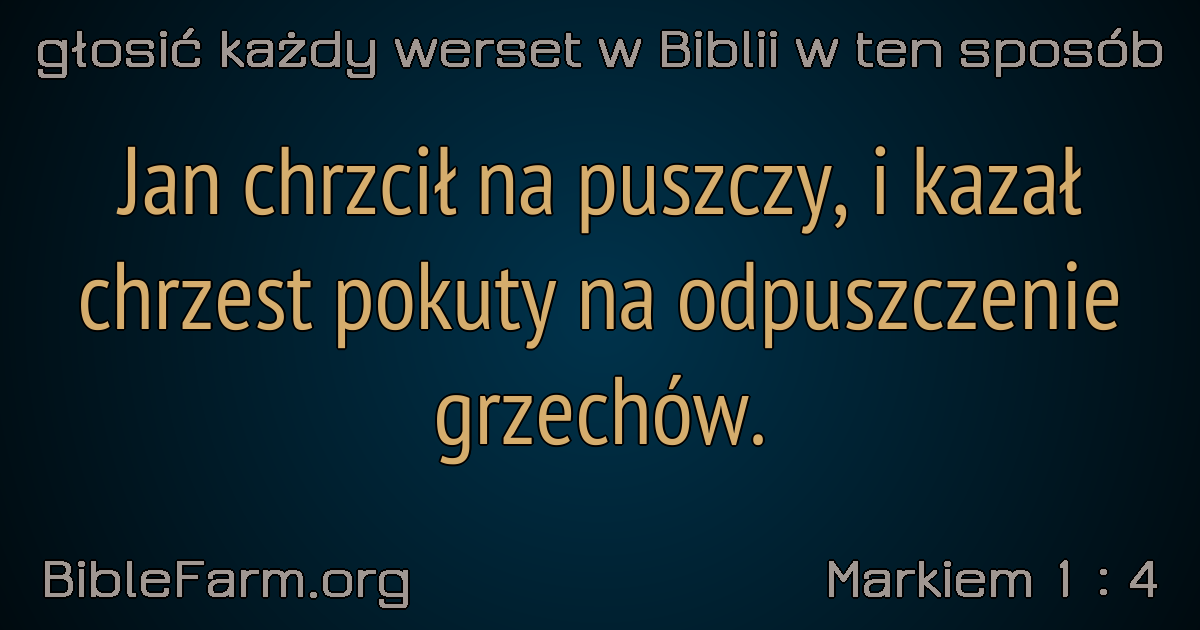 głosić każdy werset w Biblii w ten sposób
Jan chrzcił na puszczy, i kazał
chrzest pokuty na odpuszczenie
grzechów.
BibleFarm.org
Markiem 1 : 4